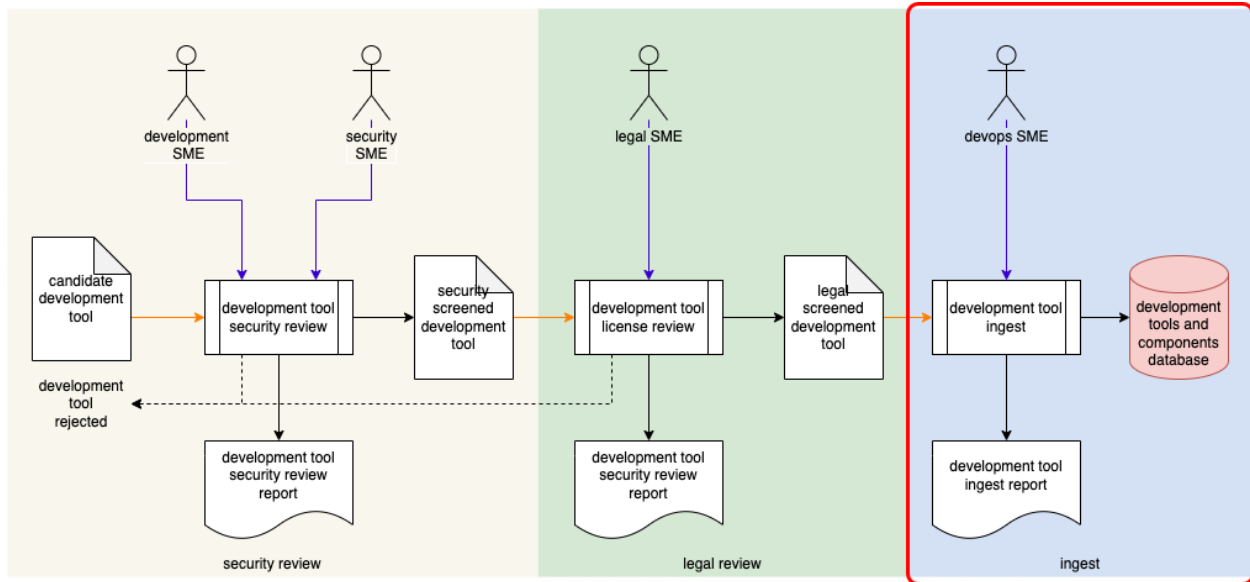 development
SME
security
SME
legal SME
devops SME
candidate
development
tool
development tool
security review
security
screened
development
tool
development tool
license review
legal
screened
development
tool
development tool
ingest
development
tools and
components
database
development
tool
rejected
development tool
security review
report
development tool
security review
report
development tool
ingest report
security review
legal review
ingest